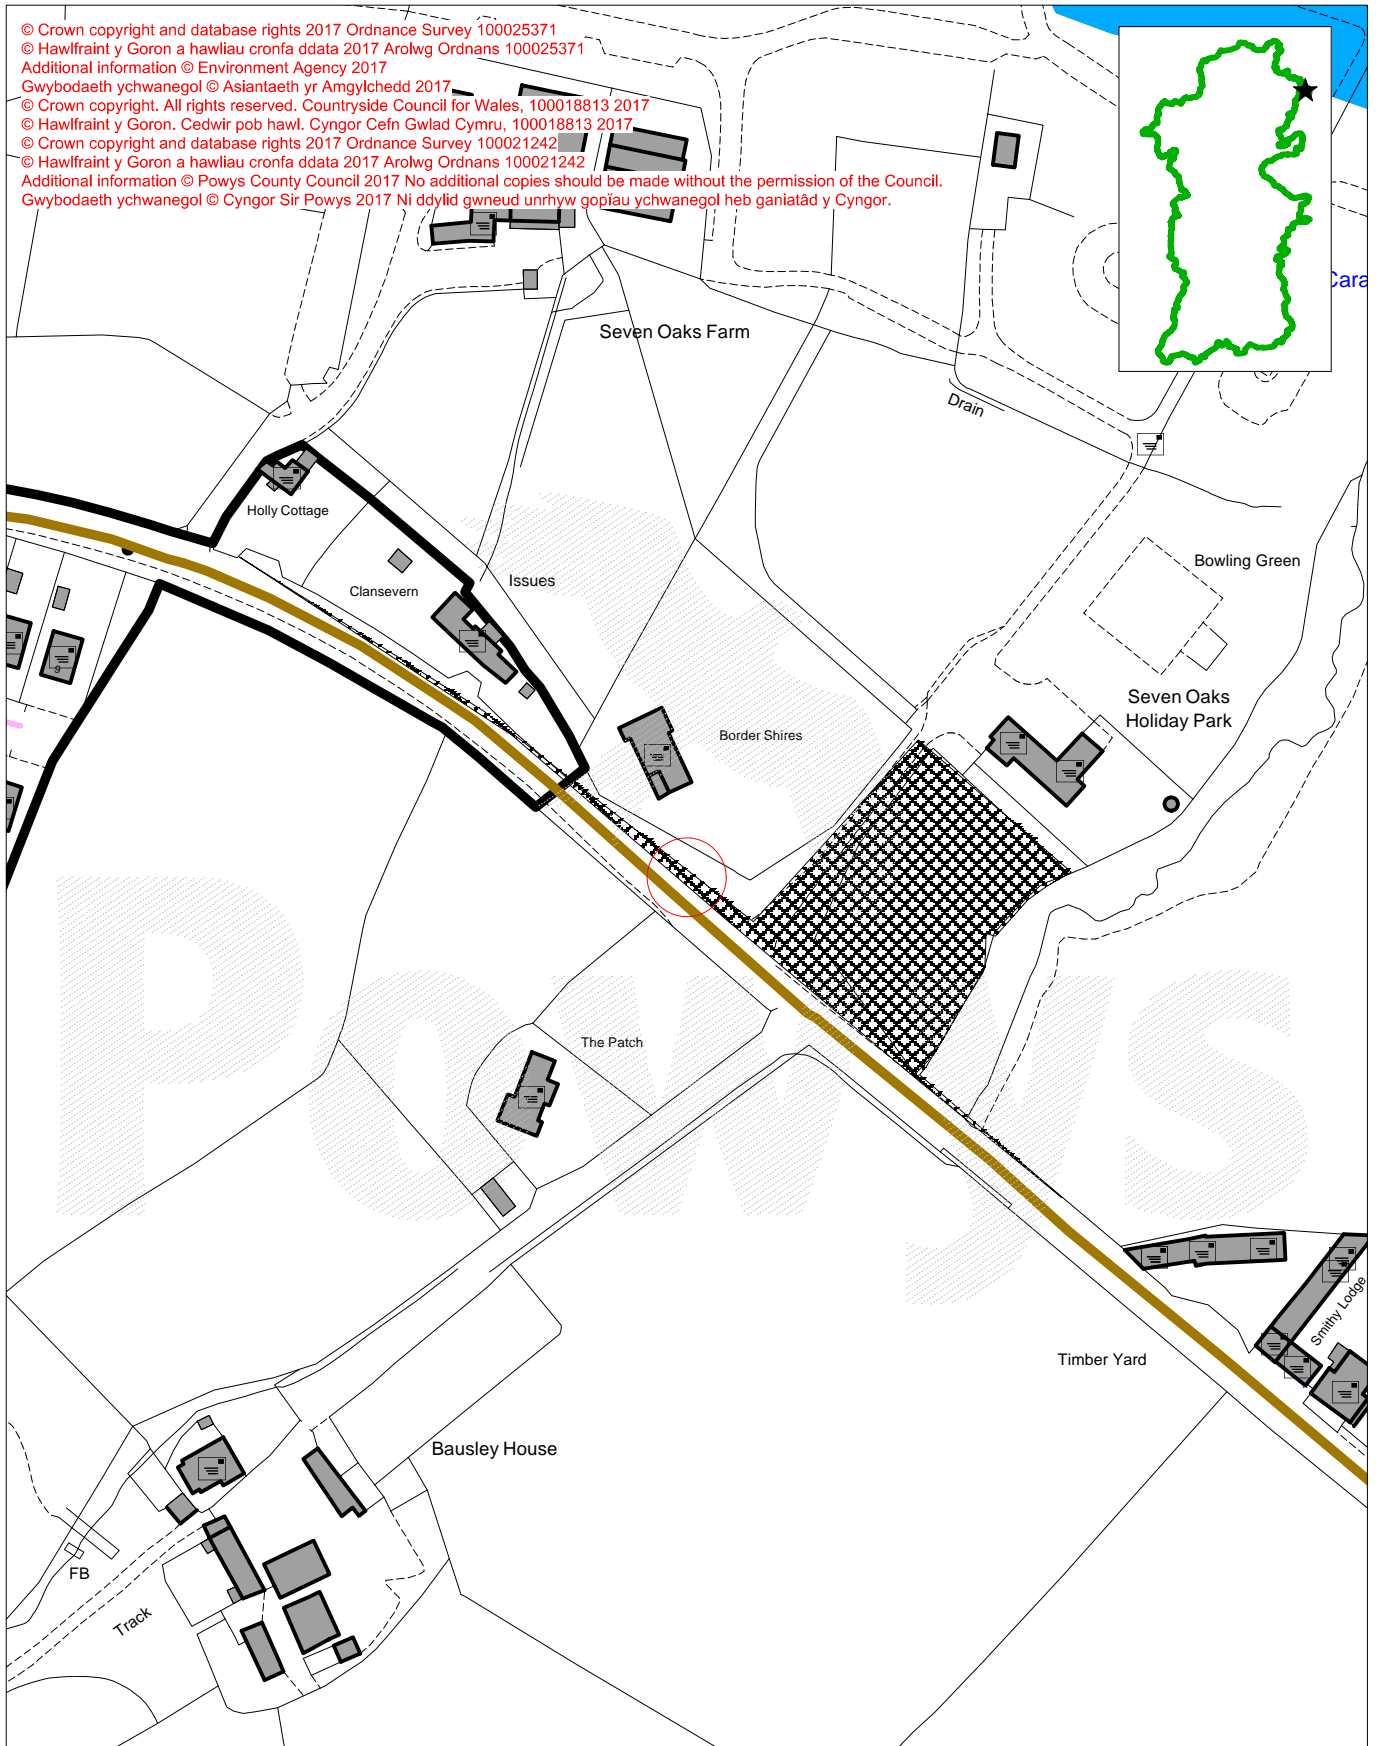 © Crown copyright and database rights 2017 Ordnance Survey 100025371
© Hawlfraint y Goron a hawliau cronfa ddata 2017 Arolwg Ordnans 100025371
Additional information © Environment Agency 2017
Gwybodaeth ychwanegol © Asiantaeth yr Amgylchedd 2017
© Crown copyright. All rights reserved. Countryside Council for Wales, 100018813 2017
© Hawlfraint y Goron. Cedwir pob hawl. Cyngor Cefn Gwlad Cymru, 100018813 2017
© Crown copyright and database rights 2017 Ordnance Survey 100021242
© Hawlfraint y Goron a hawliau cronfa ddata 2017 Arolwg Ordnans 100021242
Additional information © Powys County Council 2017 No additional copies should be made without the permission of the Council.
Gwybodaeth ychwanegol © Cyngor Sir Powys 2017 Ni ddylid gwneud unrhyw gopïau ychwanegol heb ganiatâd y Cyngor.
Cara
Seven Oaks Farm
Drain
Holly Cottage
Bowling Green
Issues
Clansevern
9
Seven Oaks
Holiday Park
Border Shires
Powys
The Patch
Smithy Lodge
Timber Yard
Bausley House
FB
Track